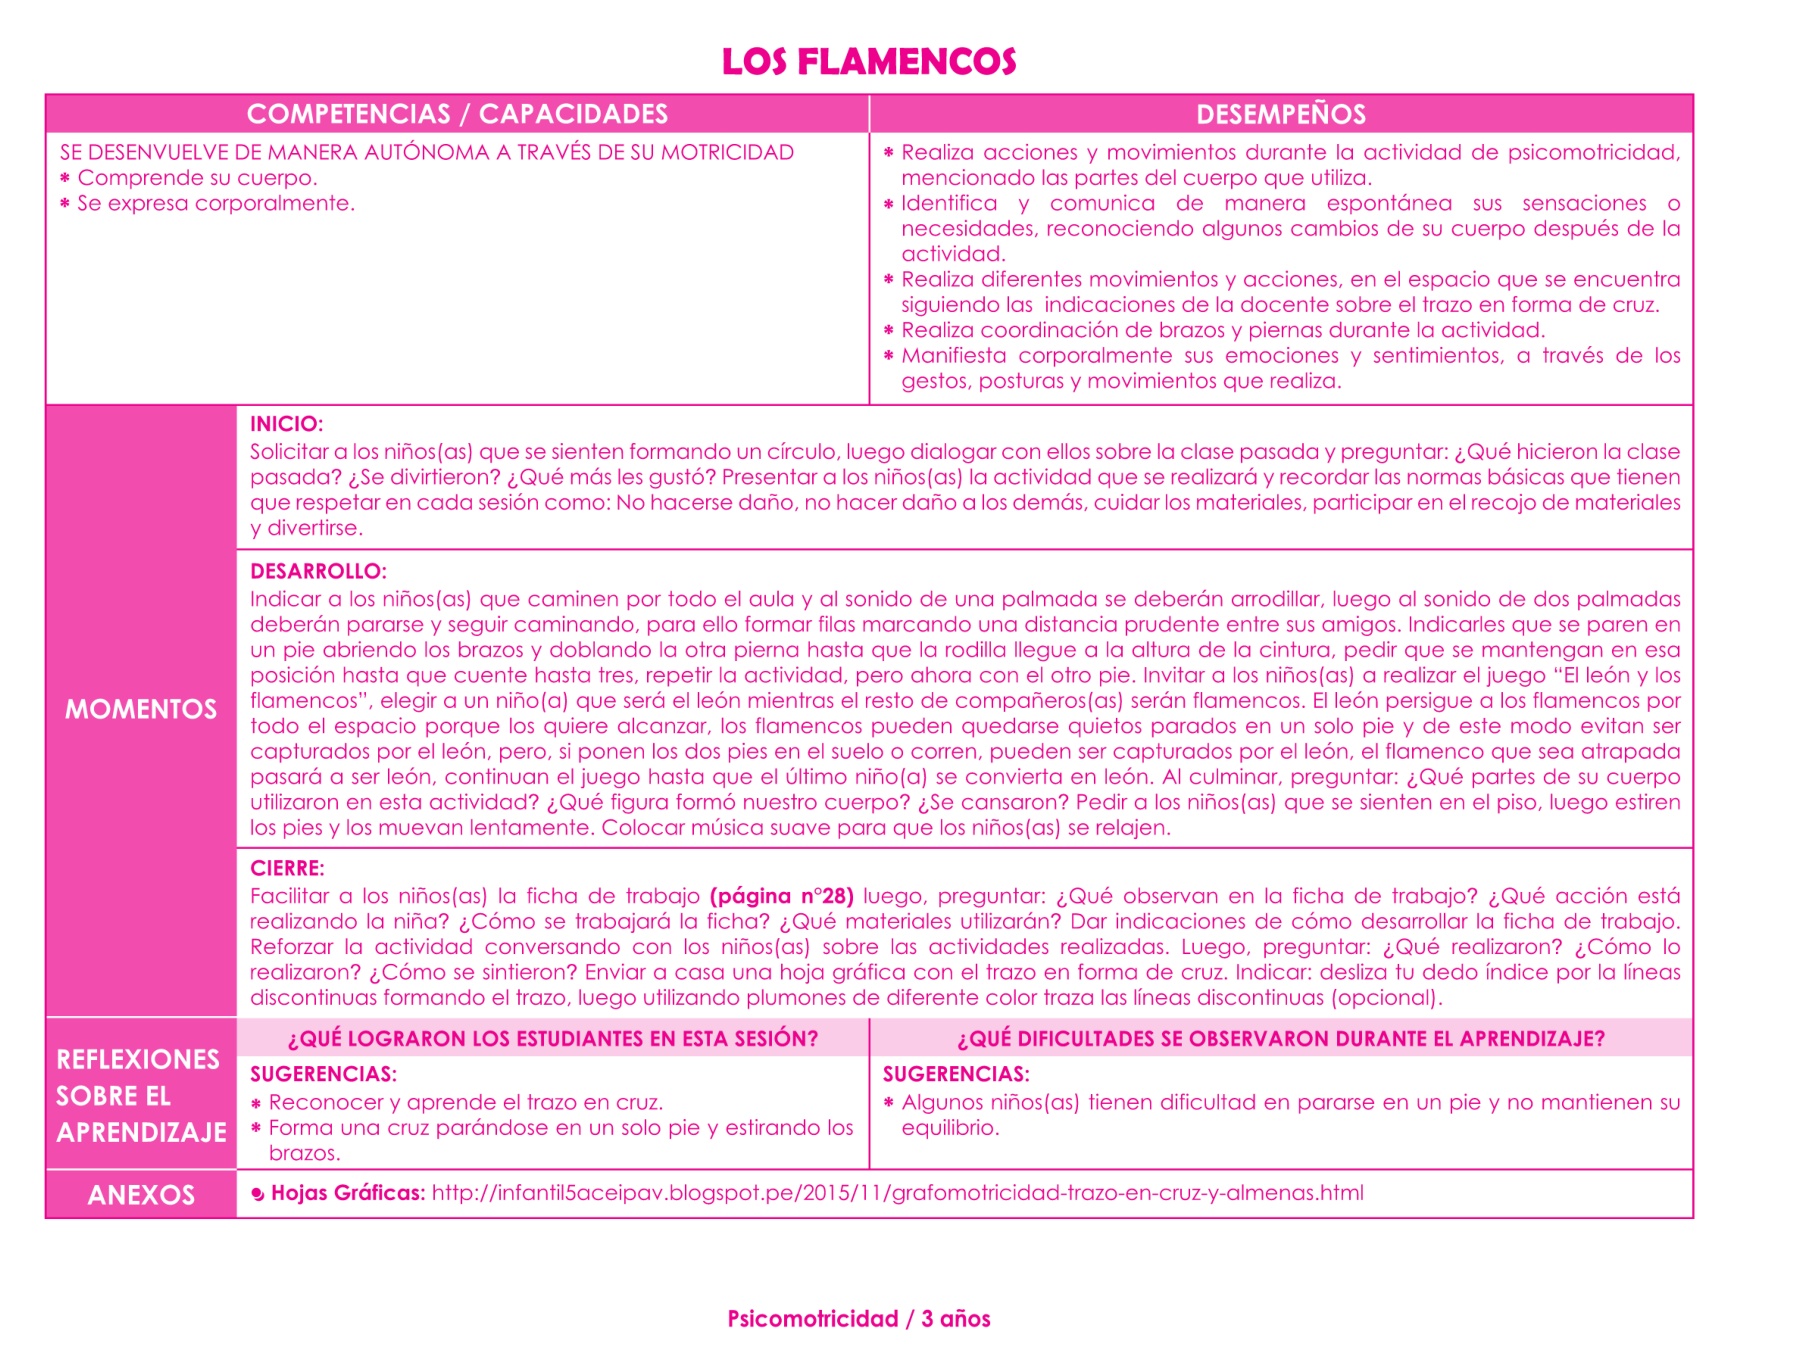 LOS FLAMENCOS
COMPETENCIAS / CAPACIDADES
DESEMPEÑOS
SE DESENVUELVE DE MANERA AUTÓNOMA A TRAVÉS DE SU MOTRICIDAD
* Comprende su cuerpo.
* Se expresa corporalmente.
* Realiza acciones y movimientos durante la actividad de psicomotricidad,
mencionado las partes del cuerpo que utiliza.
* Identifica y comunica de manera espontánea sus sensaciones o
necesidades, reconociendo algunos cambios de su cuerpo después de la
actividad.
* Realiza diferentes movimientos y acciones, en el espacio que se encuentra
siguiendo las indicaciones de la docente sobre el trazo en forma de cruz.
* Realiza coordinación de brazos y piernas durante la actividad.
* Manifiesta corporalmente sus emociones y sentimientos, a través de los
gestos, posturas y movimientos que realiza.
MOMENTOS
INICIO:
Solicitar a los niños(as) que se sienten formando un círculo, luego dialogar con ellos sobre la clase pasada y preguntar: ¿Qué hicieron la clase
pasada? ¿Se divirtieron? ¿Qué más les gustó? Presentar a los niños(as) la actividad que se realizará y recordar las normas básicas que tienen
que respetar en cada sesión como: No hacerse daño, no hacer daño a los demás, cuidar los materiales, participar en el recojo de materiales
y divertirse.
DESARROLLO:
Indicar a los niños(as) que caminen por todo el aula y al sonido de una palmada se deberán arrodillar, luego al sonido de dos palmadas
deberán pararse y seguir caminando, para ello formar filas marcando una distancia prudente entre sus amigos. Indicarles que se paren en
un pie abriendo los brazos y doblando la otra pierna hasta que la rodilla llegue a la altura de la cintura, pedir que se mantengan en esa
posición hasta que cuente hasta tres, repetir la actividad, pero ahora con el otro pie. Invitar a los niños(as) a realizar el juego “El león y los
flamencos”, elegir a un niño(a) que será el león mientras el resto de compañeros(as) serán flamencos. El león persigue a los flamencos por
todo el espacio porque los quiere alcanzar, los flamencos pueden quedarse quietos parados en un solo pie y de este modo evitan ser
capturados por el león, pero, si ponen los dos pies en el suelo o corren, pueden ser capturados por el león, el flamenco que sea atrapada
pasará a ser león, continuan el juego hasta que el último niño(a) se convierta en león. Al culminar, preguntar: ¿Qué partes de su cuerpo
utilizaron en esta actividad? ¿Qué figura formó nuestro cuerpo? ¿Se cansaron? Pedir a los niños(as) que se sienten en el piso, luego estiren
los pies y los muevan lentamente. Colocar música suave para que los niños(as) se relajen.
CIERRE:
Facilitar a los niños(as) la ficha de trabajo (página n°28) luego, preguntar: ¿Qué observan en la ficha de trabajo? ¿Qué acción está
realizando la niña? ¿Cómo se trabajará la ficha? ¿Qué materiales utilizarán? Dar indicaciones de cómo desarrollar la ficha de trabajo.
Reforzar la actividad conversando con los niños(as) sobre las actividades realizadas. Luego, preguntar: ¿Qué realizaron? ¿Cómo lo
realizaron? ¿Cómo se sintieron? Enviar a casa una hoja gráfica con el trazo en forma de cruz. Indicar: desliza tu dedo índice por la líneas
discontinuas formando el trazo, luego utilizando plumones de diferente color traza las líneas discontinuas (opcional).
REFLEXIONES
SOBRE EL
APRENDIZAJE
¿QUÉ LOGRARON LOS ESTUDIANTES EN ESTA SESIÓN?
SUGERENCIAS:
* Reconocer y aprende el trazo en cruz.
* Forma una cruz parándose en un solo pie y estirando los
brazos.
¿QUÉ DIFICULTADES SE OBSERVARON DURANTE EL APRENDIZAJE?
SUGERENCIAS:
* Algunos niños(as) tienen dificultad en pararse en un pie y no mantienen su
equilibrio.
ANEXOS
Hojas Gráficas: http://infantil5aceipav.blogspot.pe/2015/11/grafomotricidad-trazo-en-cruz-y-almenas.html
Psicomotricidad / 3 años